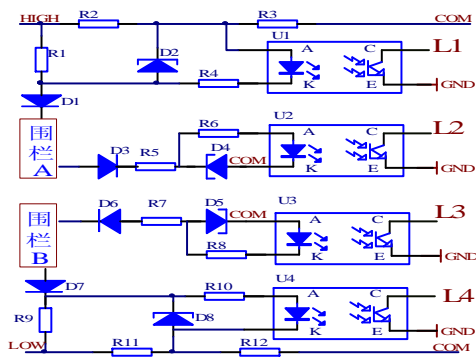 HIGH R2 R3 COM
U1
R1 D2 A C L1
R4 K E GND
D1
围栏A
R6 U2 L2
D3 R5 D4 COM A C
K E GND
围栏B
D6 R7 D5 COM U3 L3
A C
R8 K E GND
D7 R10 U4
A C L4
R9 D8 K E GND
LOW R11 R12 COM